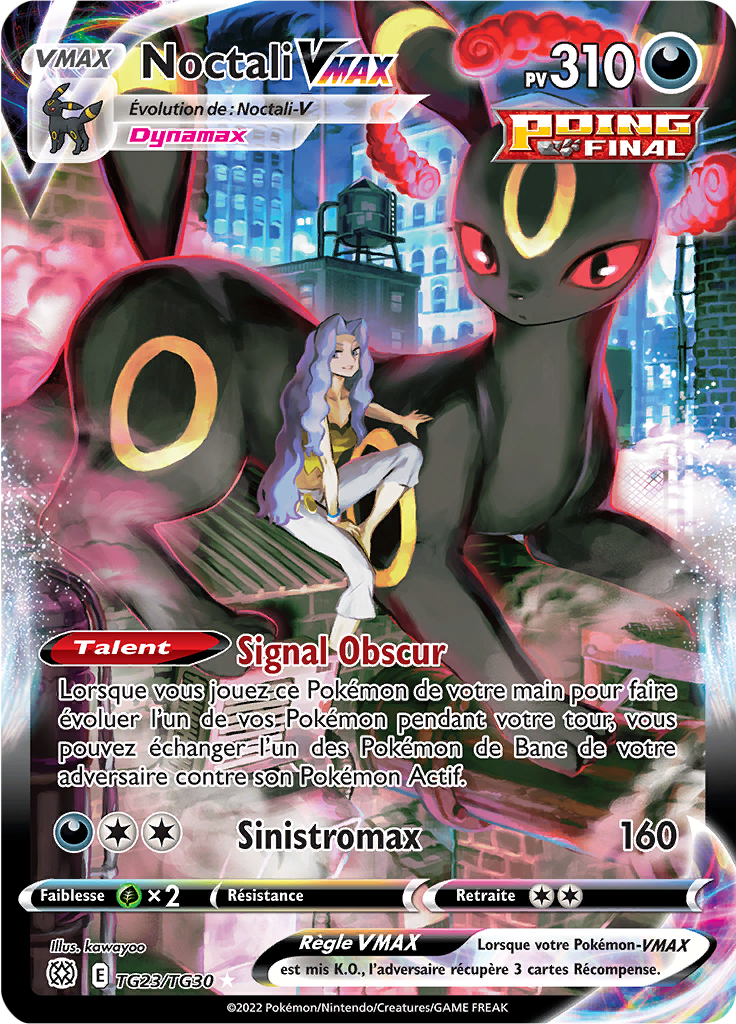 VMAX
Noctali VMAX
PV 310
Évolution de : Noctali-V
Dynamax
POING
FINAL
Talent Signal Obscur
Lorsque vous jouez ce Pokémon de votre main pour faire
évoluer l'un de vos Pokémon pendant votre tour, vous
pouvez échanger l'un des Pokémon de Banc de votre
adversaire contre son Pokémon Actif.
Sinistromax 160
Faiblesse ×2 Résistance Retraite
Illus. kawayoo
Règle VMAX Lorsque votre Pokémon-VMAX
est mis K.O., l'adversaire récupère 3 cartes Récompense.
E TG23/TG30
©2022 Pokémon/Nintendo/Creatures/GAME FREAK